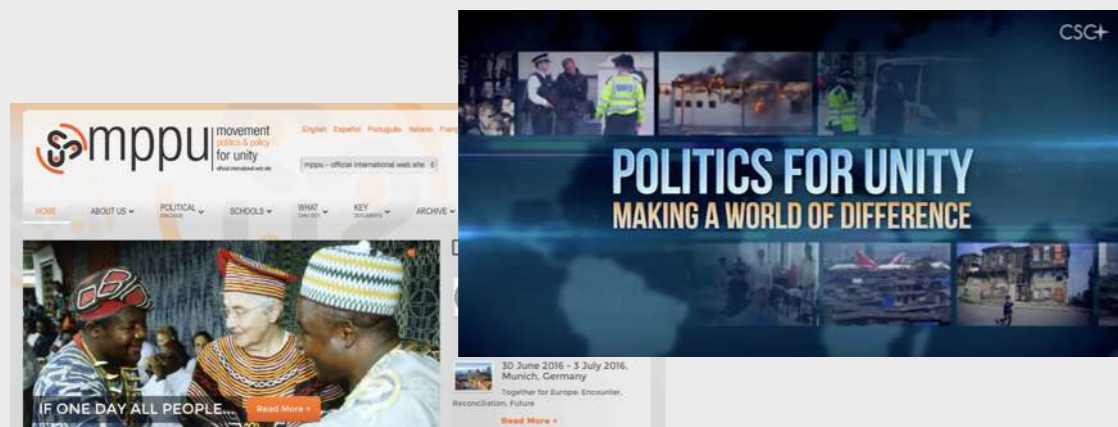 CSC
POLITICS FOR UNITY
MAKING A WORLD OF DIFFERENCE
mppu
movement
politics & policy
for unity
official international web site
English Español Português Italiano
mppu - official international web site
HOME
ABOUT US
POLITICAL
DIALOGUE
SCHOOLS
WHAT
KEY
DOCUMENTS
ARCHIVE
IF ONE DAY ALL PEOPLE...
Read More +
30 June 2016 - 3 July 2016,
Munich, Germany
Together for Europe: Encounter,
Reconciliation, Future
Read More +